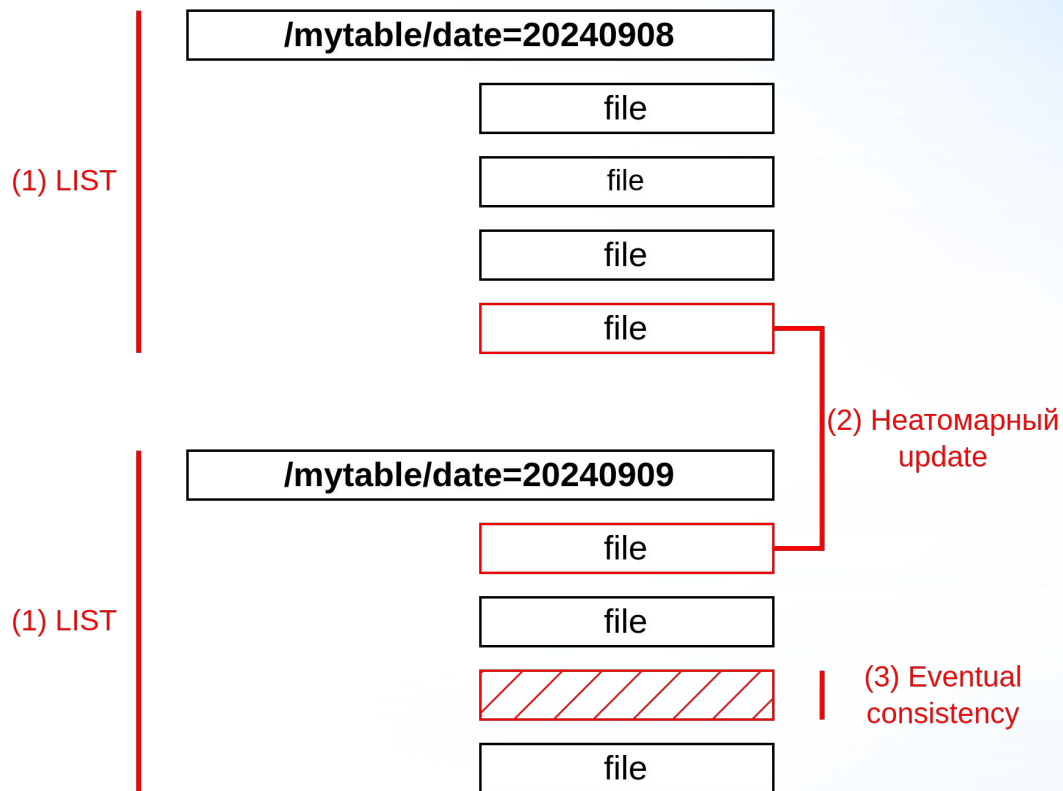 /mytable/date=20240908
file
file
(1) LIST
file
file
(2) Неатомарный
update
/mytable/date=20240909
file
file
(1) LIST
(3) Eventual
consistency
file